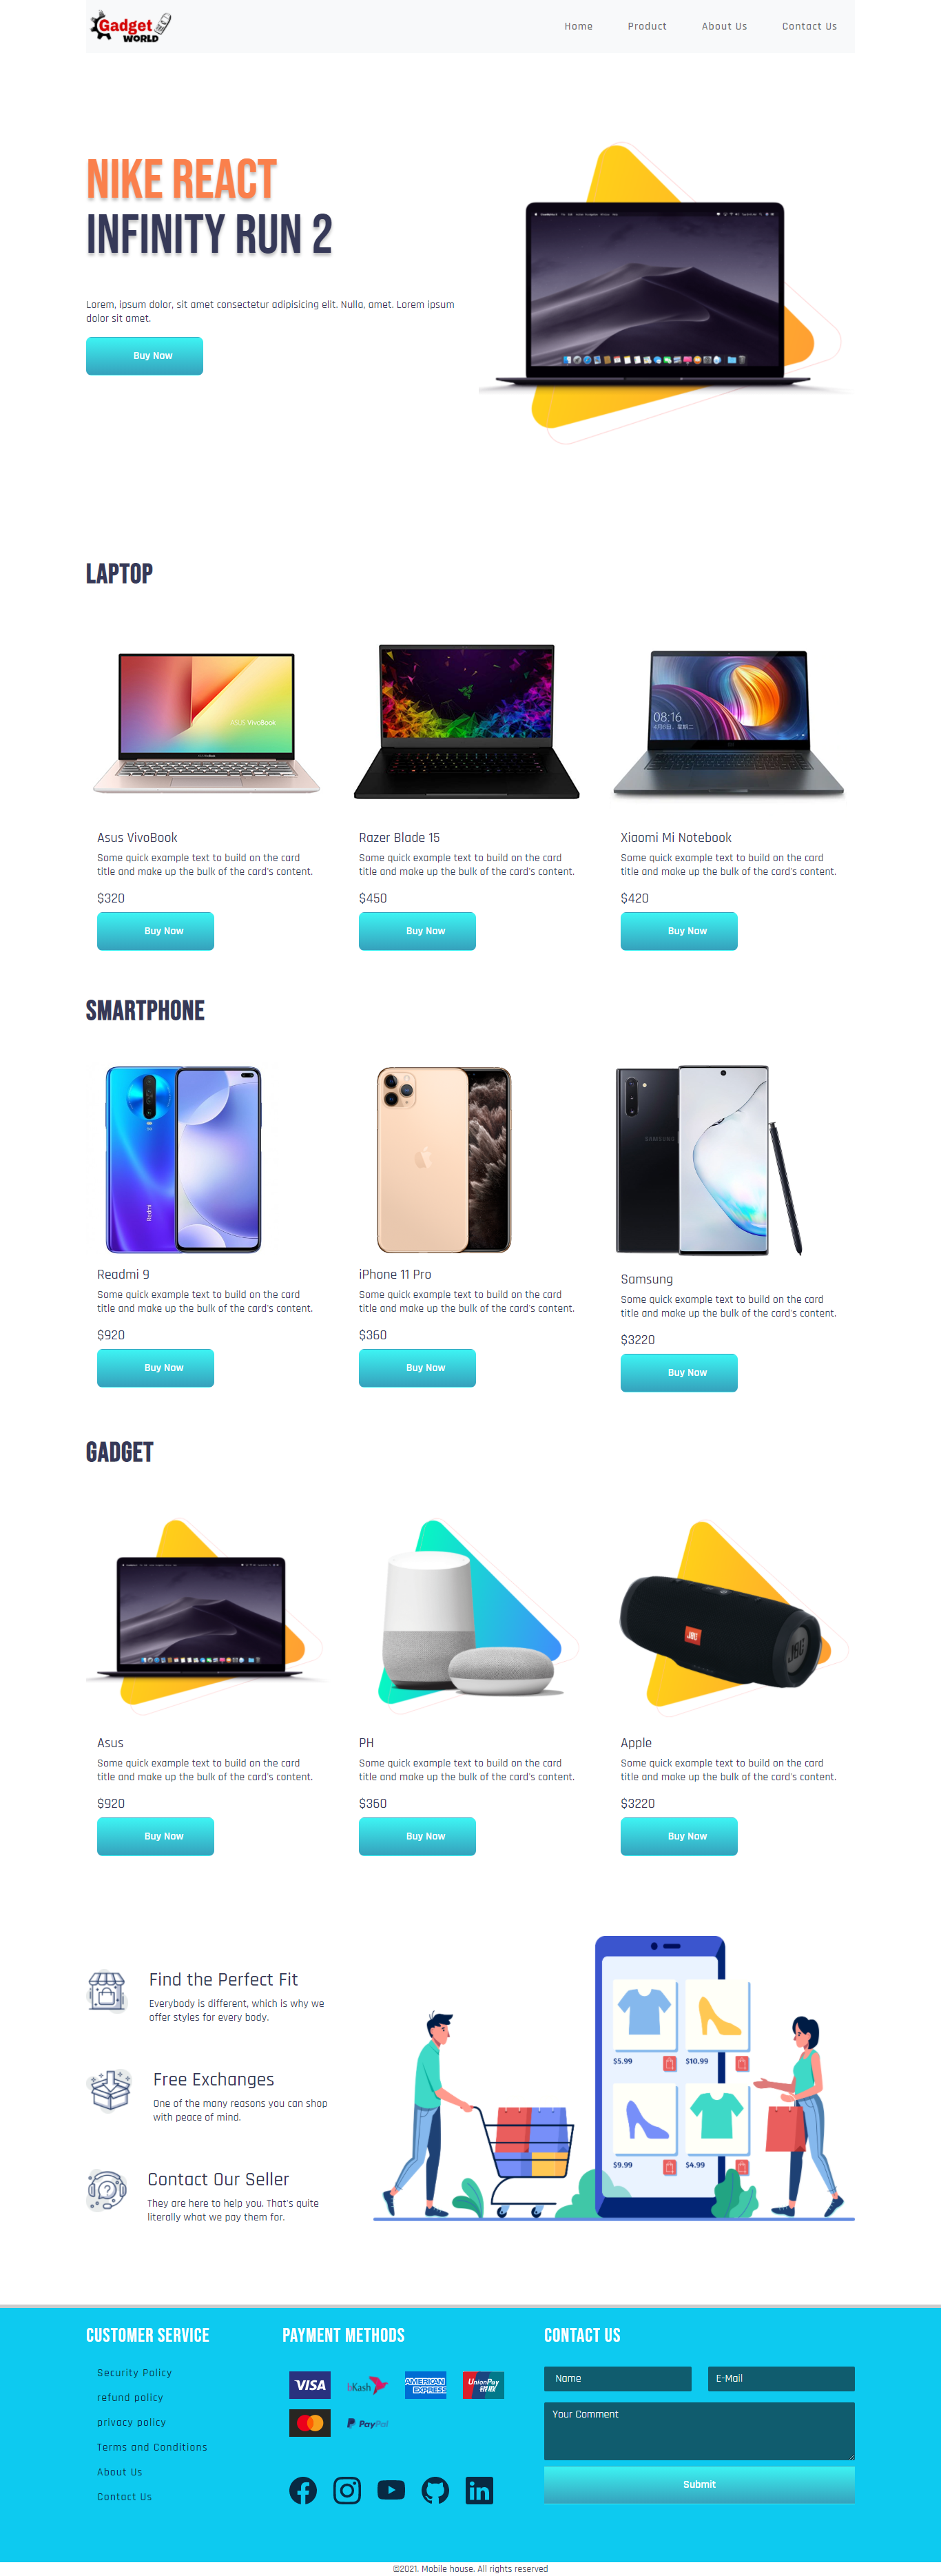 Gadget
WORLD
Home Product About Us Contact Us
NIKE REACT
INFINITY RUN 2
Lorem, ipsum dolor, sit amet consectetur adipisicing elit. Nulla, amet. Lorem ipsum
dolor sit amet.
Buy Now
LAPTOP
ASUS VivoBook
08:16
Asus VivoBook
Some quick example text to build on the card
title and make up the bulk of the card's content.
$320
Buy Now
Razer Blade 15
Some quick example text to build on the card
title and make up the bulk of the card's content.
$450
Buy Now
Xiaomi Mi Notebook
Some quick example text to build on the card
title and make up the bulk of the card's content.
$420
Buy Now
SMARTPHONE
Redmi
SAMSUNG
Readmi 9
Some quick example text to build on the card
title and make up the bulk of the card's content.
$920
Buy Now
iPhone 11 Pro
Some quick example text to build on the card
title and make up the bulk of the card's content.
$360
Buy Now
Samsung
Some quick example text to build on the card
title and make up the bulk of the card's content.
$3220
Buy Now
GADGET
JBL
JBL
Asus
Some quick example text to build on the card
title and make up the bulk of the card's content.
$920
Buy Now
PH
Some quick example text to build on the card
title and make up the bulk of the card's content.
$360
Buy Now
Apple
Some quick example text to build on the card
title and make up the bulk of the card's content.
$3220
Buy Now
Find the Perfect Fit
Everybody is different, which is why we
offer styles for every body.
Free Exchanges
One of the many reasons you can shop
with peace of mind.
Contact Our Seller
They are here to help you. That's quite
literally what we pay them for.
$5.99 $10.99
$9.99 $4.99
CUSTOMER SERVICE
Security Policy
refund policy
privacy policy
Terms and Conditions
About Us
Contact Us
PAYMENT METHODS
VISA
bKash
AMERICAN
EXPRESS
UnionPay
银联
PayPal
CONTACT US
Name
E-Mail
Your Comment
Submit
©2021. Mobile house. All rights reserved